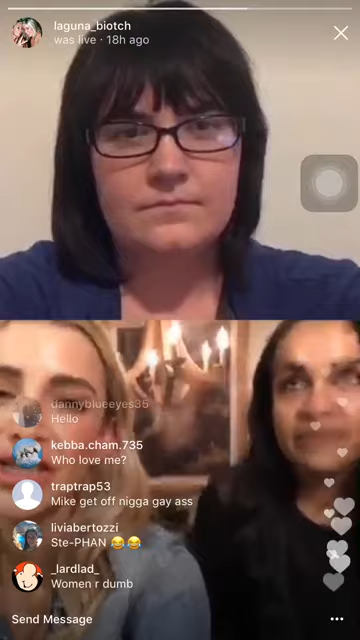 laguna_biotch
was live · 18h ago
dannyblueeyes35
Hello
kebba.cham.735
Who love me?
traptrap53
Mike get off nigga gay ass
liviabertozzi
Ste-PHAN 😂😂
_lardlad_
Women r dumb
Send Message